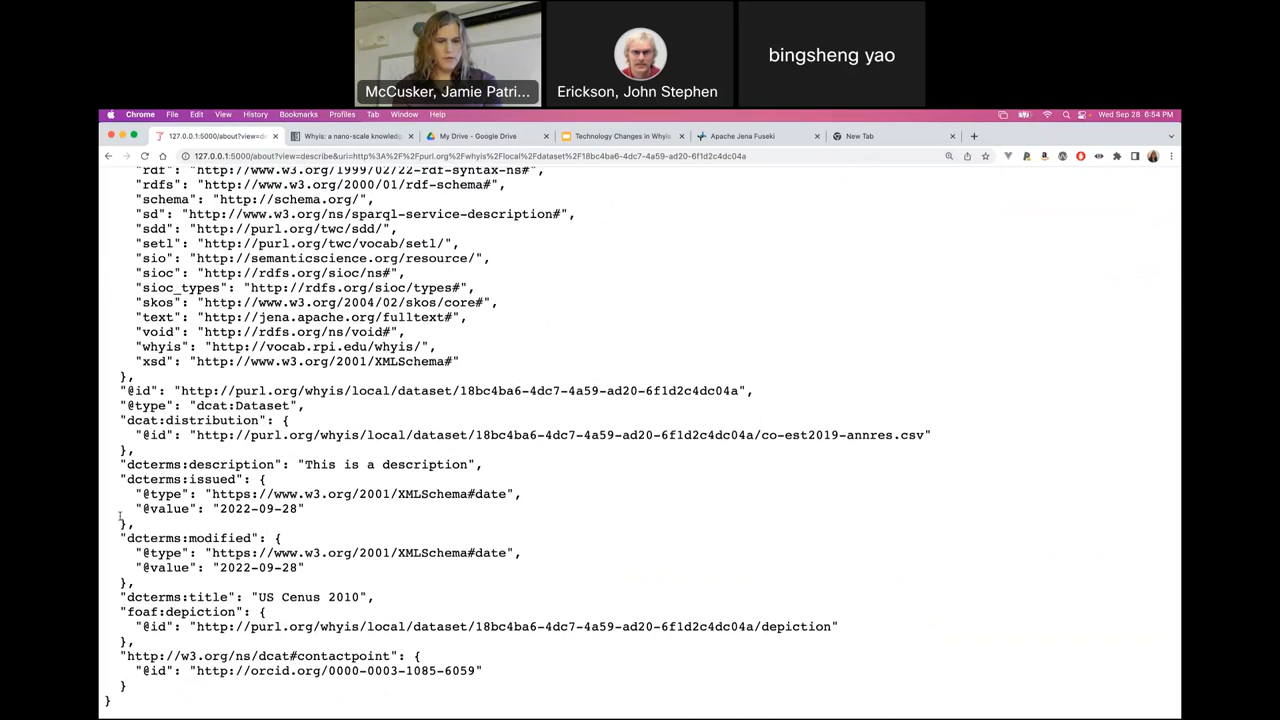 McCusker, Jamie Patri...
Erickson, John Stephen
bingsheng yao
Chrome File Edit View History Bookmarks Profiles Tab Window Help
Wed Sep 28 6:54 PM
127.0.0.1:5000/about?view=de
Whyis: a nano-scale knowledg
My Drive - Google Drive
Technology Changes in Whyis
Apache Jena Fuseki
New Tab
127.0.0.1:5000/about?view=describe&uri=http%3A%2F%2Fpurl.org%2Fwhyis%2Flocal%2Fdataset%2F18bc4ba6-4dc7-4a59-ad20-6f1d2c4dc04a
"rdf": "http://www.w3.org/1999/02/22-rdf-syntax-ns#",
"rdfs": "http://www.w3.org/2000/01/rdf-schema#",
"schema": "http://schema.org/",
"sd": "http://www.w3.org/ns/sparql-service-description#",
"sdd": "http://purl.org/twc/sdd/",
"setl": "http://purl.org/twc/vocab/setl/",
"sio": "http://semanticscience.org/resource/",
"sioc": "http://rdfs.org/sioc/ns#",
"sioc_types": "http://rdfs.org/sioc/types#",
"skos": "http://www.w3.org/2004/02/skos/core#",
"text": "http://jena.apache.org/fulltext#",
"void": "http://rdfs.org/ns/void#",
"whyis": "http://vocab.rpi.edu/whyis/",
"xsd": "http://www.w3.org/2001/XMLSchema#"
},
"@id": "http://purl.org/whyis/local/dataset/18bc4ba6-4dc7-4a59-ad20-6f1d2c4dc04a",
"@type": "dcat:Dataset",
"dcat:distribution": {
"@id": "http://purl.org/whyis/local/dataset/18bc4ba6-4dc7-4a59-ad20-6f1d2c4dc04a/co-est2019-annres.csv"
},
"dcterms:description": "This is a description",
"dcterms:issued": {
"@type": "https://www.w3.org/2001/XMLSchema#date",
"@value": "2022-09-28"
},
"dcterms:modified": {
"@type": "https://www.w3.org/2001/XMLSchema#date",
"@value": "2022-09-28"
},
"dcterms:title": "US Cenus 2010",
"foaf:depiction": {
"@id": "http://purl.org/whyis/local/dataset/18bc4ba6-4dc7-4a59-ad20-6f1d2c4dc04a/depiction"
},
"http://w3.org/ns/dcat#contactpoint": {
"@id": "http://orcid.org/0000-0003-1085-6059"
}
}